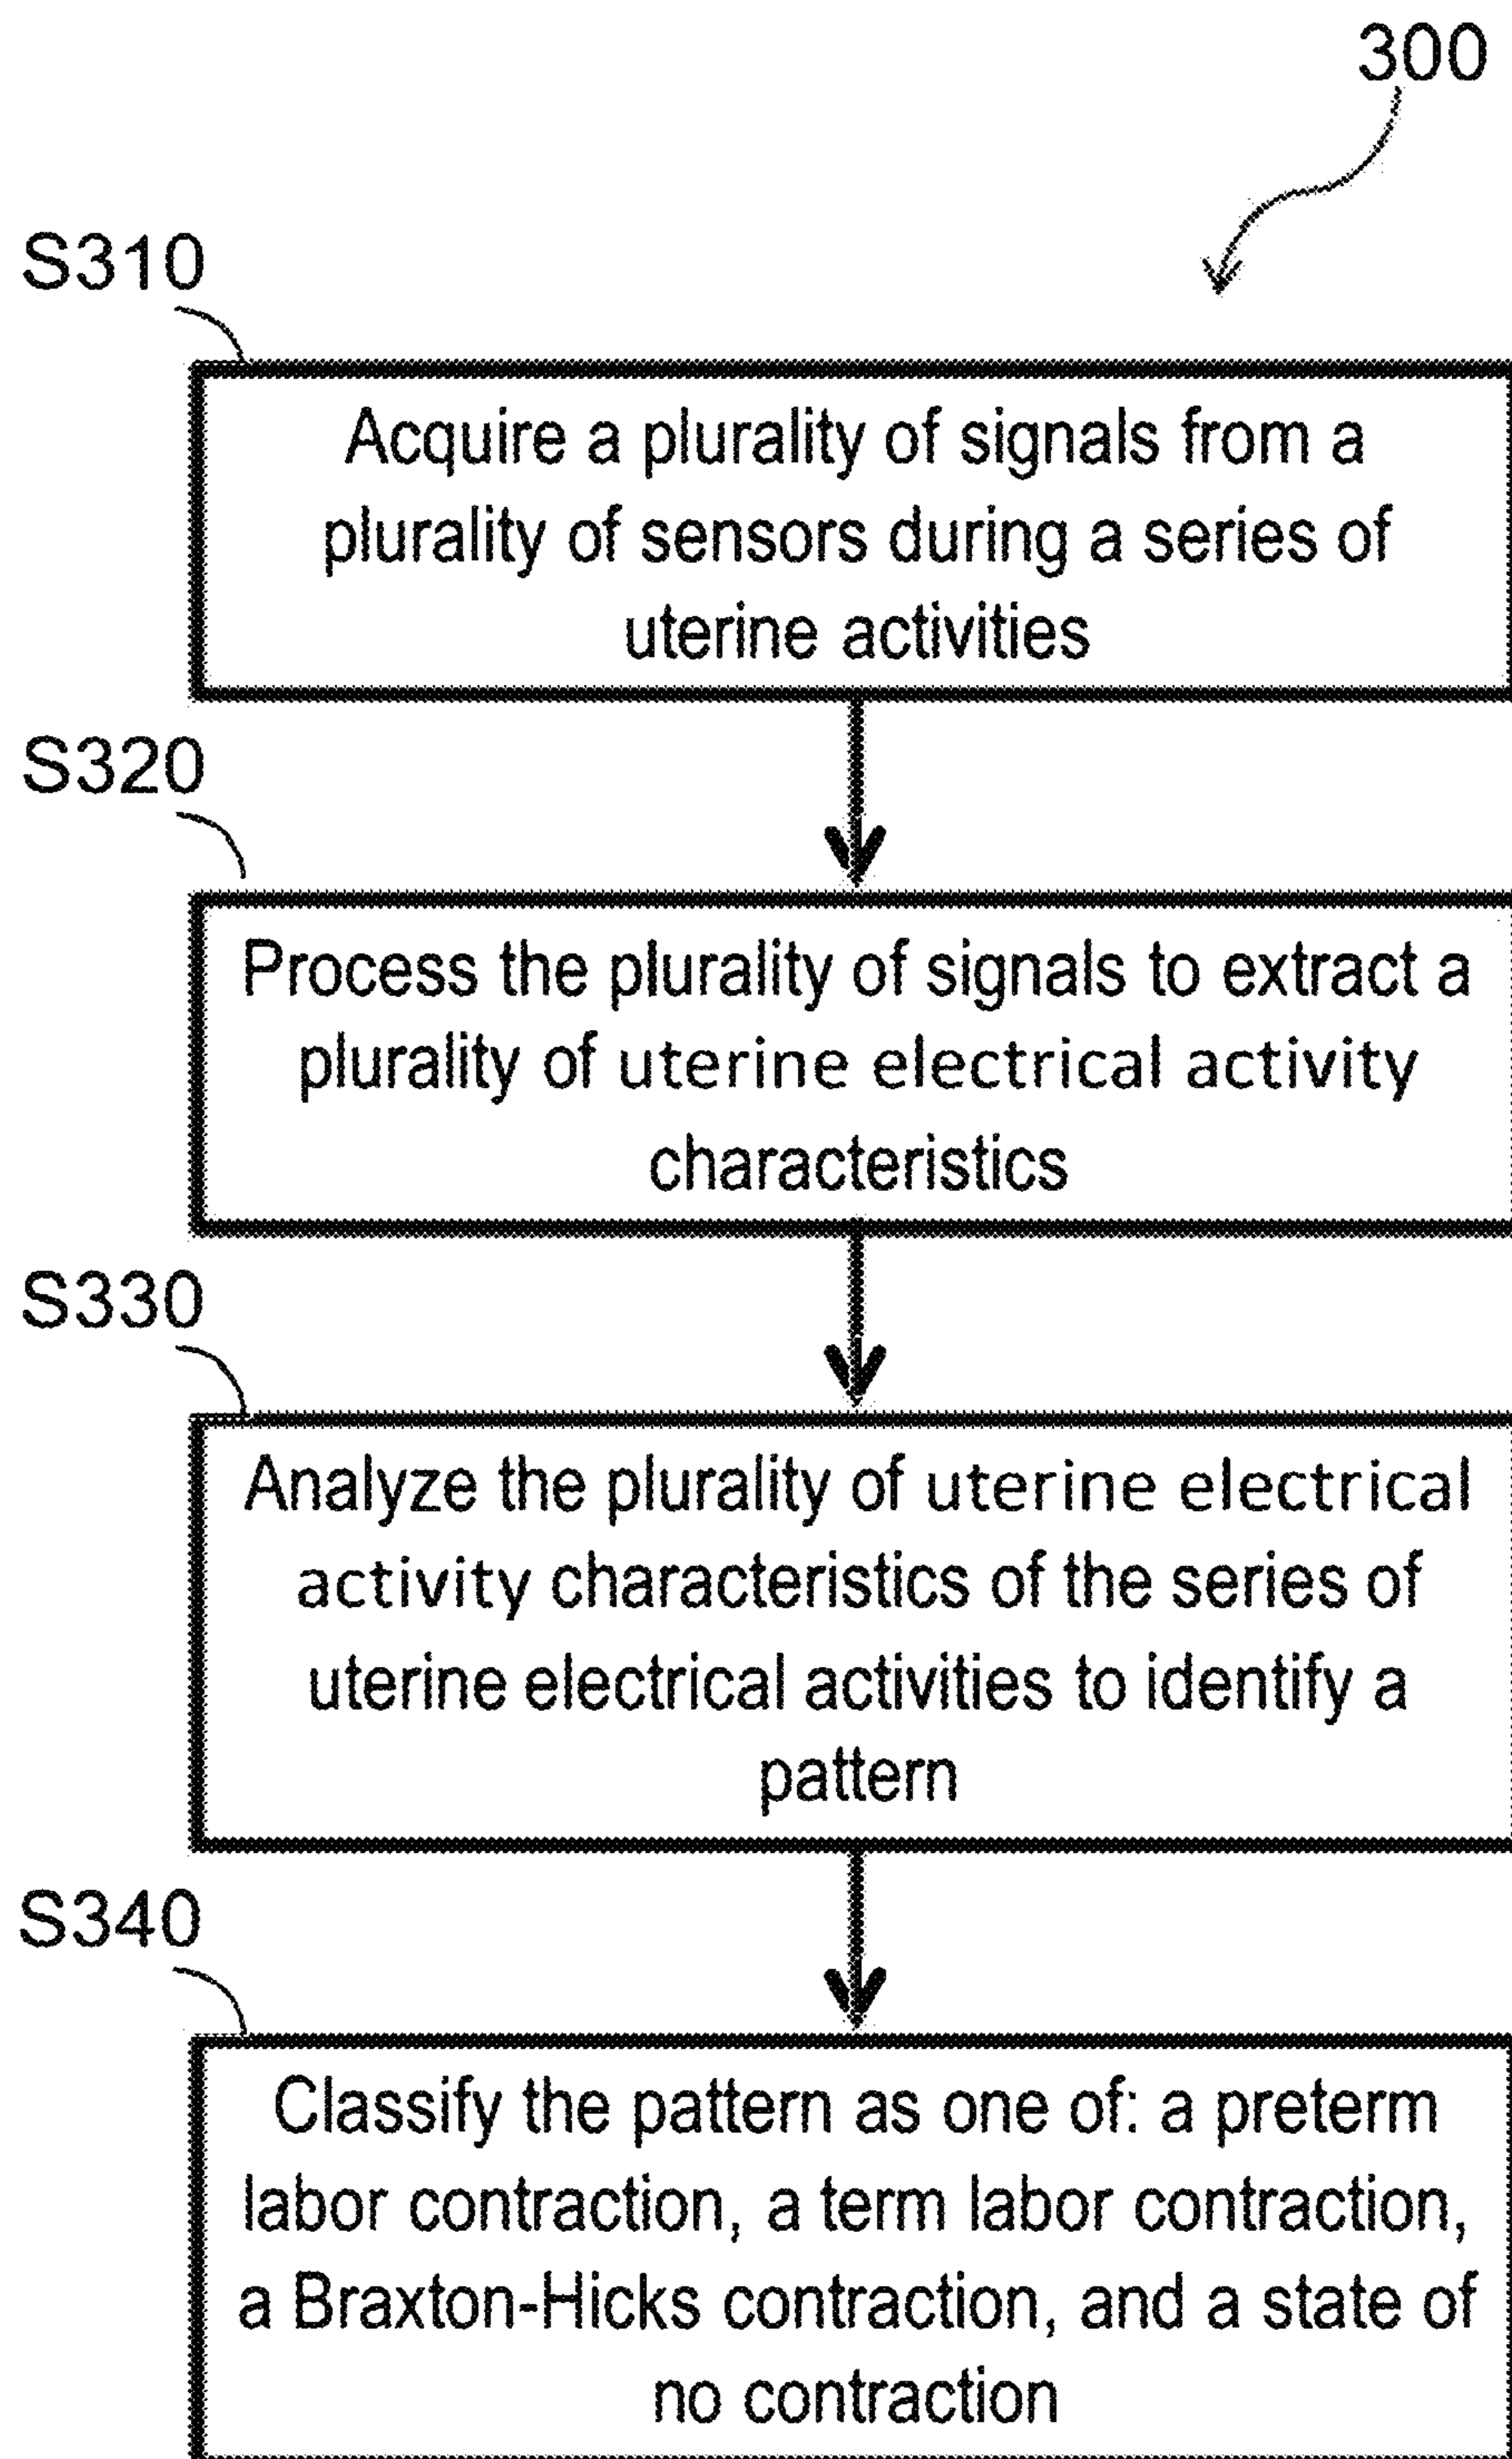 300
S310
Acquire a plurality of signals from a
plurality of sensors during a series of
uterine activities
S320
Process the plurality of signals to extract a
plurality of uterine electrical activity
characteristics
S330
Analyze the plurality of uterine electrical
activity characteristics of the series of
uterine electrical activities to identify a
pattern
S340
Classify the pattern as one of: a preterm
labor contraction, a term labor contraction,
a Braxton-Hicks contraction, and a state of
no contraction